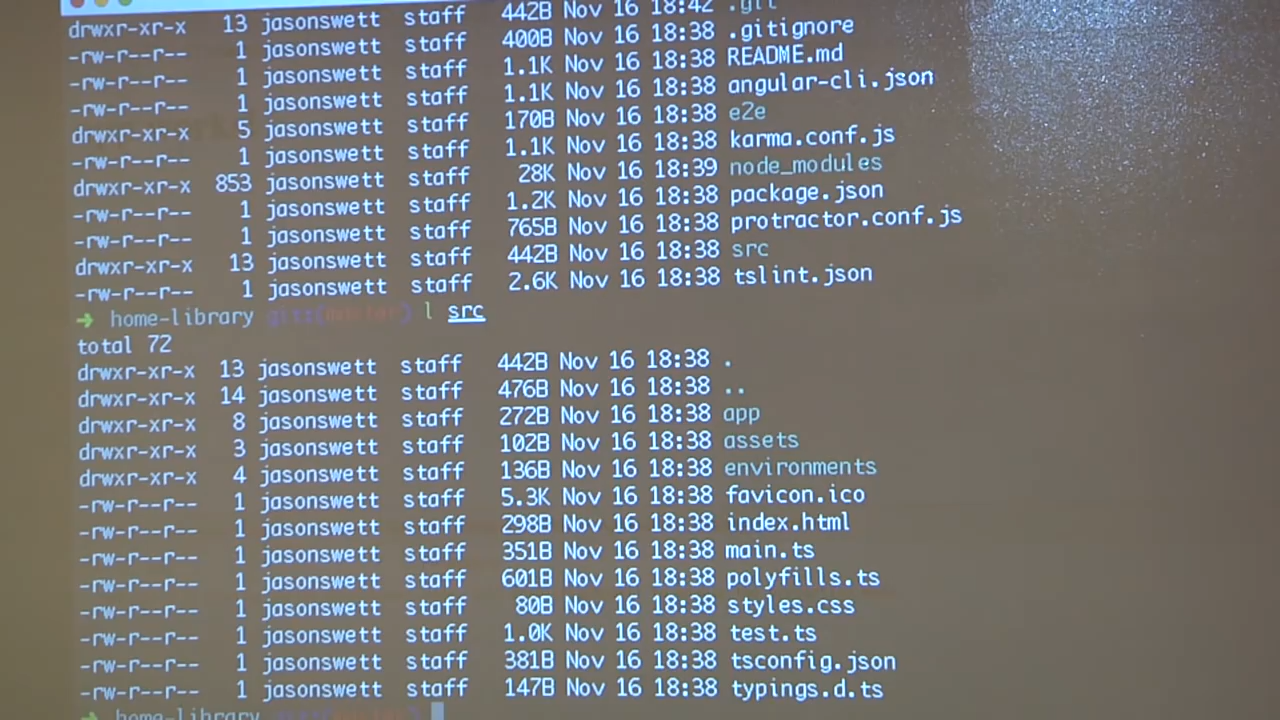 drwxr-xr-x 13 jasonswett staff 442B Nov 16 18:42 .git
-rw-r--r-- 1 jasonswett staff 400B Nov 16 18:38 .gitignore
-rw-r--r-- 1 jasonswett staff 1.1K Nov 16 18:38 README.md
-rw-r--r-- 1 jasonswett staff 1.1K Nov 16 18:38 angular-cli.json
drwxr-xr-x 5 jasonswett staff 170B Nov 16 18:38 e2e
-rw-r--r-- 1 jasonswett staff 1.1K Nov 16 18:38 karma.conf.js
drwxr-xr-x 853 jasonswett staff 28K Nov 16 18:39 node_modules
-rw-r--r-- 1 jasonswett staff 1.2K Nov 16 18:38 package.json
-rw-r--r-- 1 jasonswett staff 765B Nov 16 18:38 protractor.conf.js
drwxr-xr-x 13 jasonswett staff 442B Nov 16 18:38 src
-rw-r--r-- 1 jasonswett staff 2.6K Nov 16 18:38 tslint.json
➜ home-library git:(master) l src
total 72
drwxr-xr-x 13 jasonswett staff 442B Nov 16 18:38 .
drwxr-xr-x 14 jasonswett staff 476B Nov 16 18:38 ..
drwxr-xr-x 8 jasonswett staff 272B Nov 16 18:38 app
drwxr-xr-x 3 jasonswett staff 102B Nov 16 18:38 assets
drwxr-xr-x 4 jasonswett staff 136B Nov 16 18:38 environments
-rw-r--r-- 1 jasonswett staff 5.3K Nov 16 18:38 favicon.ico
-rw-r--r-- 1 jasonswett staff 298B Nov 16 18:38 index.html
-rw-r--r-- 1 jasonswett staff 351B Nov 16 18:38 main.ts
-rw-r--r-- 1 jasonswett staff 601B Nov 16 18:38 polyfills.ts
-rw-r--r-- 1 jasonswett staff 80B Nov 16 18:38 styles.css
-rw-r--r-- 1 jasonswett staff 1.0K Nov 16 18:38 test.ts
-rw-r--r-- 1 jasonswett staff 381B Nov 16 18:38 tsconfig.json
-rw-r--r-- 1 jasonswett staff 147B Nov 16 18:38 typings.d.ts
➜ home-library git:(master)